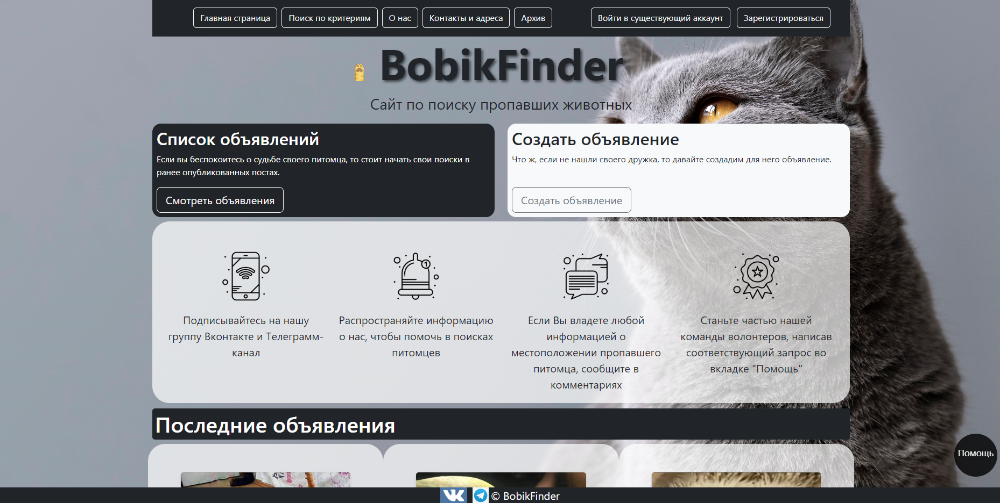 Главная страница
Поиск по критериям
О нас
Контакты и адреса
Архив
Войти в существующий аккаунт
Зарегистрироваться
BobikFinder
Сайт по поиску пропавших животных
Список объявлений
Если вы беспокоитесь о судьбе своего питомца, то стоит начать свои поиски в
ранее опубликованных постах.
Смотреть объявления
Создать объявление
Что ж, если не нашли своего дружка, то давайте создадим для него объявление.
Создать объявление
1
Подписывайтесь на нашу
группу Вконтакте и Телеграмм-
канал
Распространяйте информацию
о нас, чтобы помочь в поисках
питомцев
Если Вы владете любой
информацией о
местоположении пропавшего
питомца, сообщите в
комментариях
Станьте частью нашей
команды волонтеров, написав
соответствующий запрос во
вкладке "Помощь"
Последние объявления
Помощь
VK
© BobikFinder